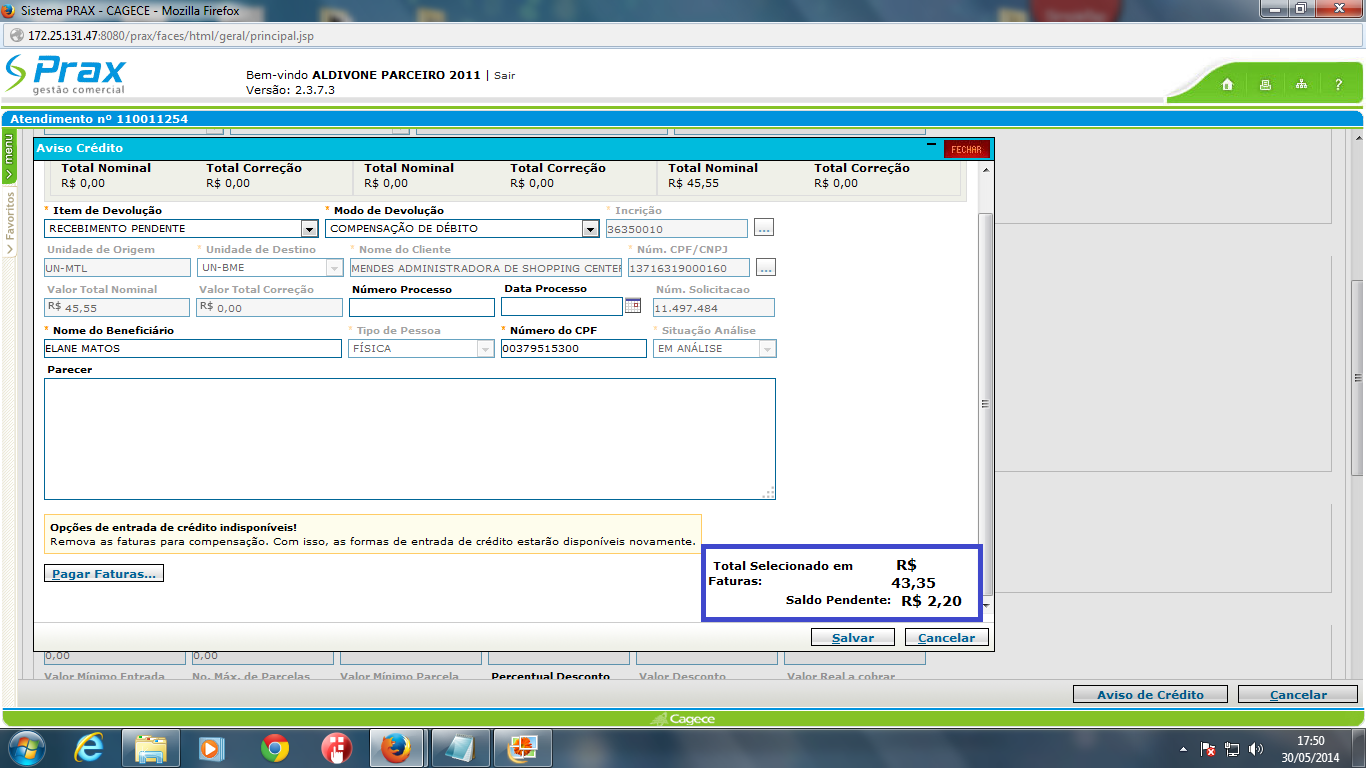 Sistema PRAX - CAGECE - Mozilla Firefox
172.25.131.47:8080/prax/faces/html/geral/principal.jsp
Prax
gestão comercial
Bem-vindo ALDIVONE PARCEIRO 2011 | Sair
Versão: 2.3.7.3
?
Atendimento nº 110011254
menu
Favoritos
Aviso Crédito
FECHAR
Total Nominal Total Correção Total Nominal Total Correção Total Nominal Total Correção
R$ 0,00 R$ 0,00 R$ 0,00 R$ 0,00 R$ 45,55 R$ 0,00
* Item de Devolução * Modo de Devolução * Incrição
RECEBIMENTO PENDENTE COMPENSAÇÃO DE DÉBITO 36350010 ...
Unidade de Origem * Unidade de Destino * Nome do Cliente * Núm. CPF/CNPJ
UN-MTL UN-BME MENDES ADMINISTRADORA DE SHOPPING CENTER 13716319000160 ...
Valor Total Nominal Valor Total Correção Número Processo Data Processo Núm. Solicitacao
R$ 45,55 R$ 0,00 11.497.484
* Nome do Beneficiário * Tipo de Pessoa * Número do CPF * Situação Análise
ELANE MATOS FÍSICA 00379515300 EM ANÁLISE
Parecer
Opções de entrada de crédito indisponíveis!
Remova as faturas para compensação. Com isso, as formas de entrada de crédito estarão disponíveis novamente.
Pagar Faturas...
Total Selecionado em Faturas: R$ 43,35
Saldo Pendente: R$ 2,20
Salvar Cancelar
0,00 0,00
Valor Mínimo Entrada No. Máx. de Parcelas Valor Mínimo Parcela Percentual Desconto Valor Desconto Valor Real a cobrar
Aviso de Crédito Cancelar
Cagece
17:50
30/05/2014